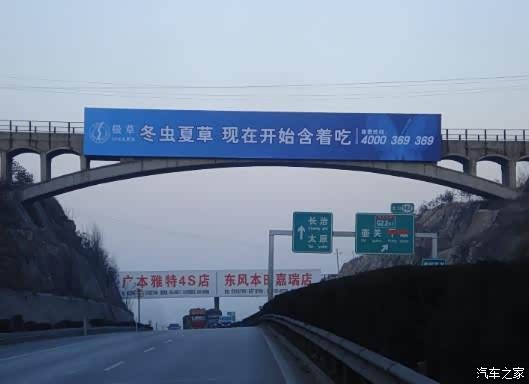 极草
冬虫夏草 现在开始含着吃
4000 369 369
长治
太原
壶关
广本雅特4S店
东风本田嘉瑞店
汽车之家